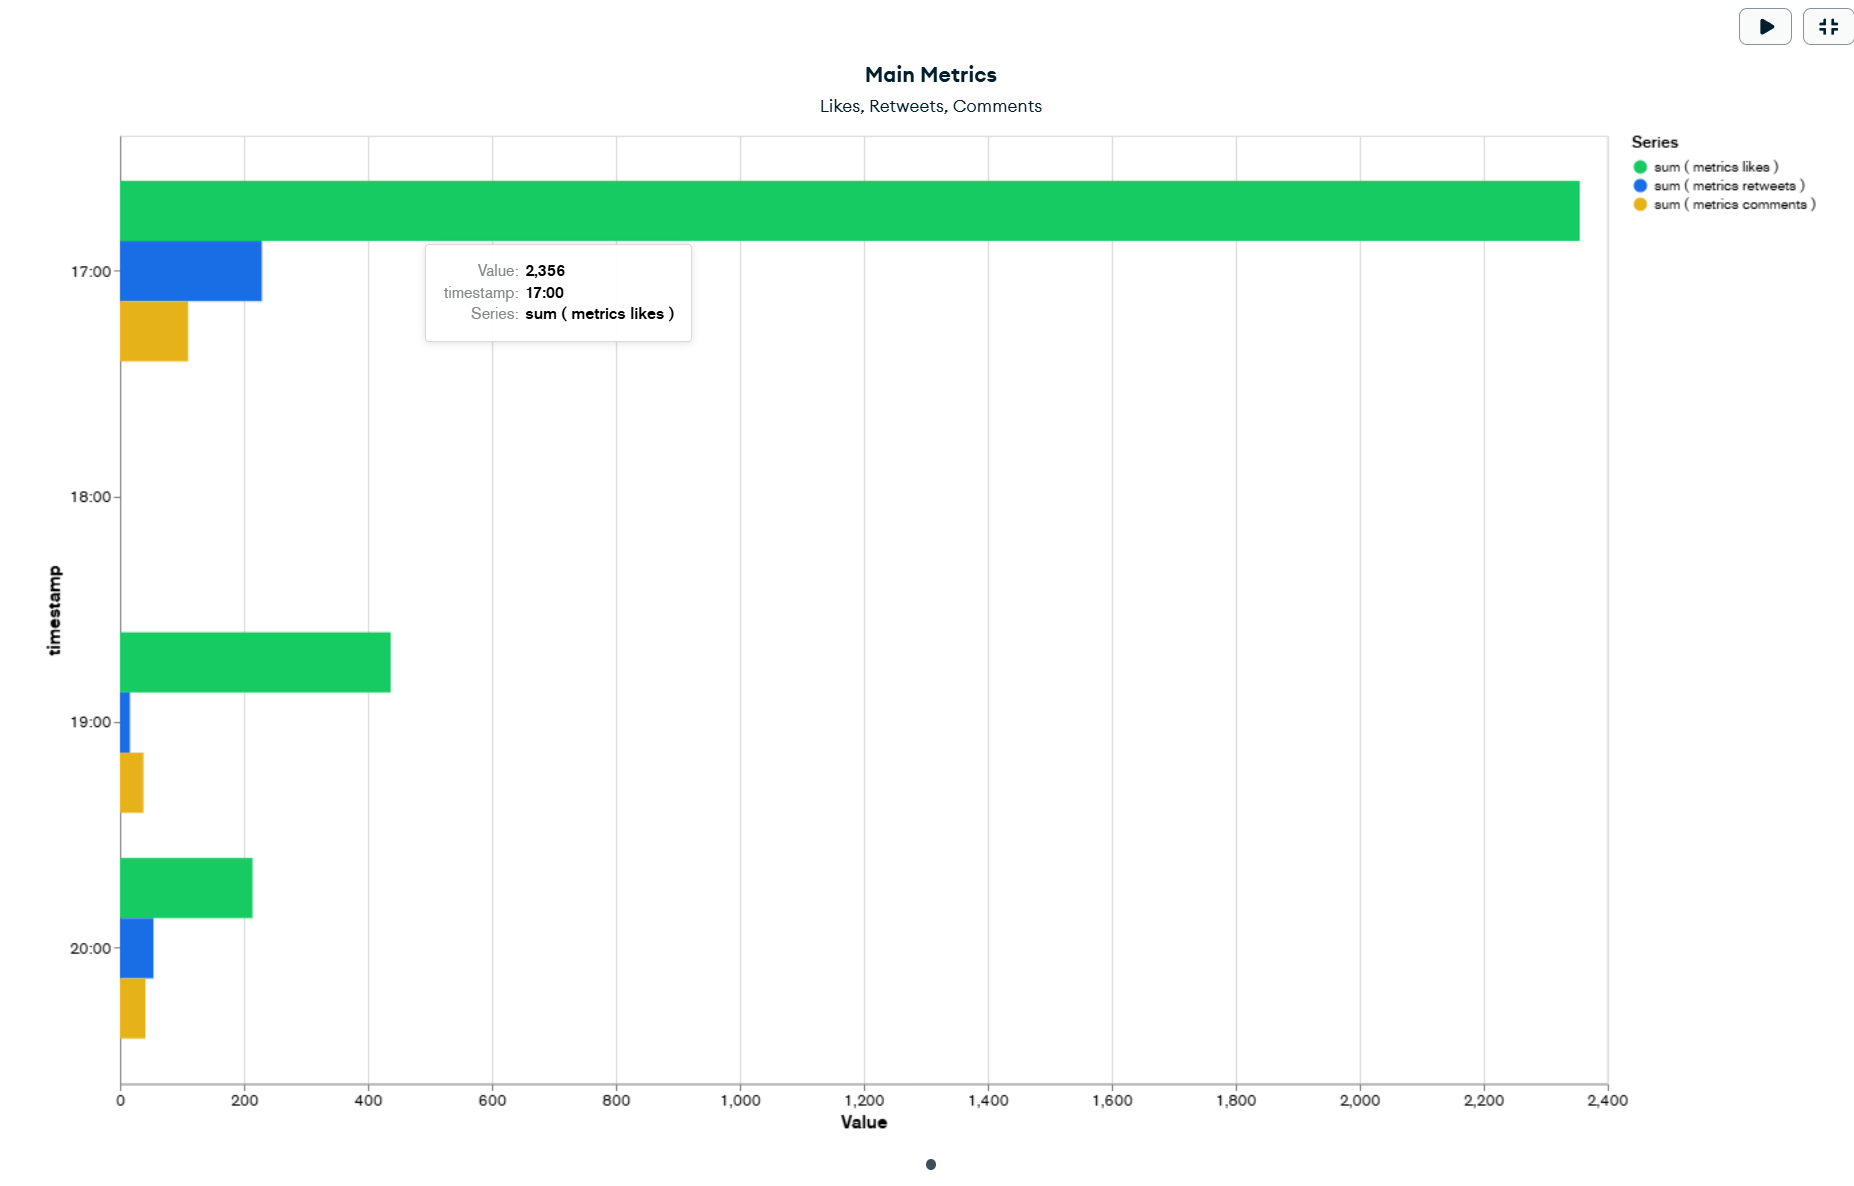 Main Metrics
Likes, Retweets, Comments
Series
sum ( metrics likes )
sum ( metrics retweets )
sum ( metrics comments )
Value: 2,356
timestamp: 17:00
Series: sum ( metrics likes )
timestamp
17:00
18:00
19:00
20:00
0 200 400 600 800 1,000 1,200 1,400 1,600 1,800 2,000 2,200 2,400
Value